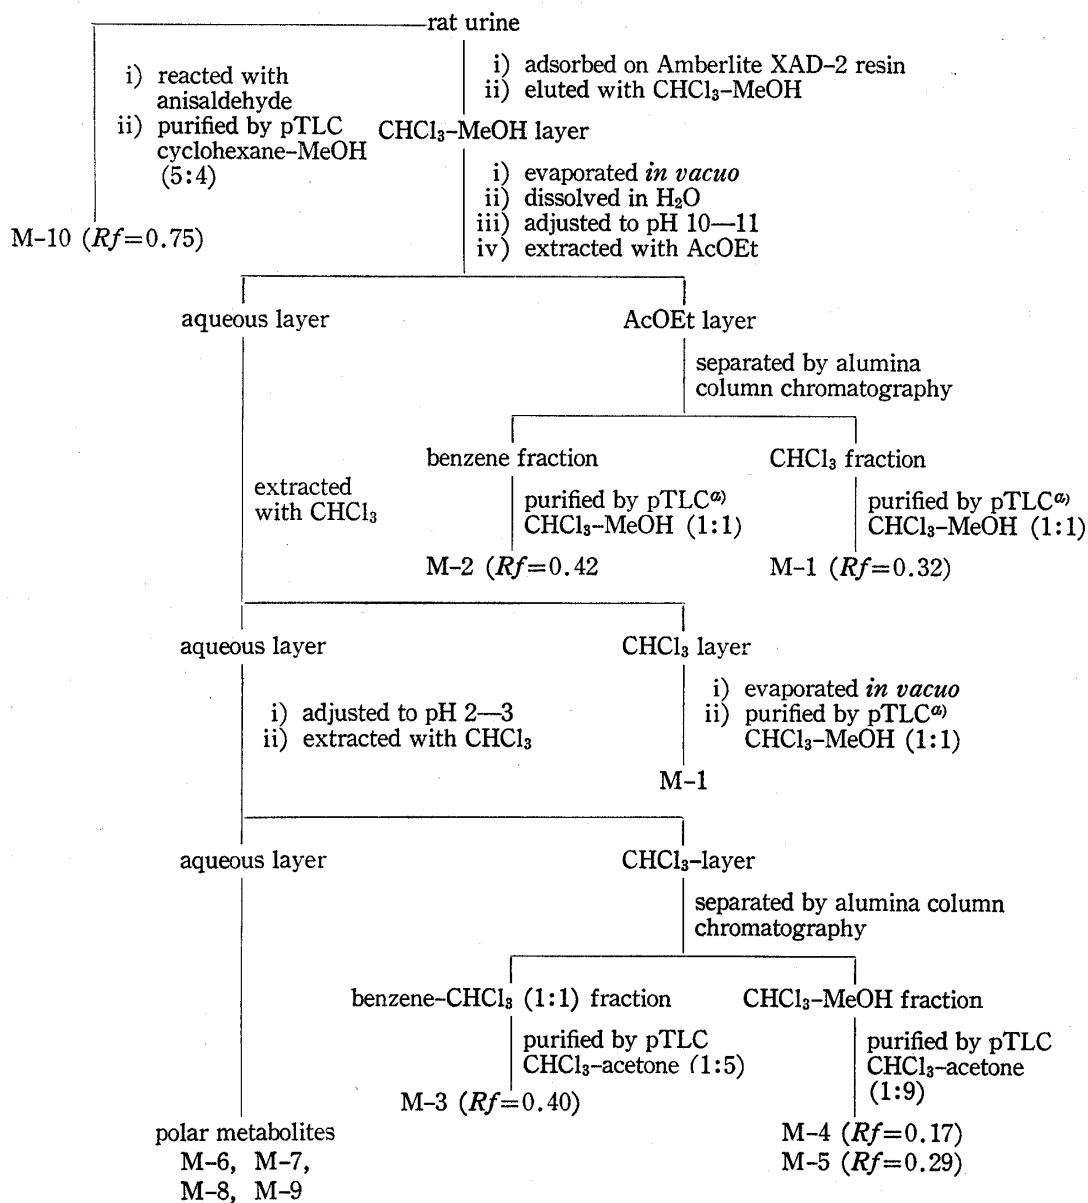 rat urine
i) reacted with
anisaldehyde
ii) purified by pTLC
cyclohexane-MeOH
(5:4)
M-10 (Rf=0.75)
i) adsorbed on Amberlite XAD-2 resin
ii) eluted with CHCl₃-MeOH
CHCl₃-MeOH layer
i) evaporated in vacuo
ii) dissolved in H₂O
iii) adjusted to pH 10—11
iv) extracted with AcOEt
aqueous layer
AcOEt layer
separated by alumina
column chromatography
benzene fraction
CHCl₃ fraction
extracted
with CHCl₃
purified by pTLCᵃ⁾
CHCl₃-MeOH (1:1)
purified by pTLCᵃ⁾
CHCl₃-MeOH (1:1)
M-2 (Rf=0.42
M-1 (Rf=0.32)
aqueous layer
CHCl₃ layer
i) adjusted to pH 2—3
ii) extracted with CHCl₃
i) evaporated in vacuo
ii) purified by pTLCᵃ⁾
CHCl₃-MeOH (1:1)
M-1
aqueous layer
CHCl₃-layer
separated by alumina column
chromatography
benzene-CHCl₃ (1:1) fraction
CHCl₃-MeOH fraction
purified by pTLC
CHCl₃-acetone (1:5)
purified by pTLC
CHCl₃-acetone
(1:9)
M-3 (Rf=0.40)
M-4 (Rf=0.17)
M-5 (Rf=0.29)
polar metabolites
M-6, M-7,
M-8, M-9